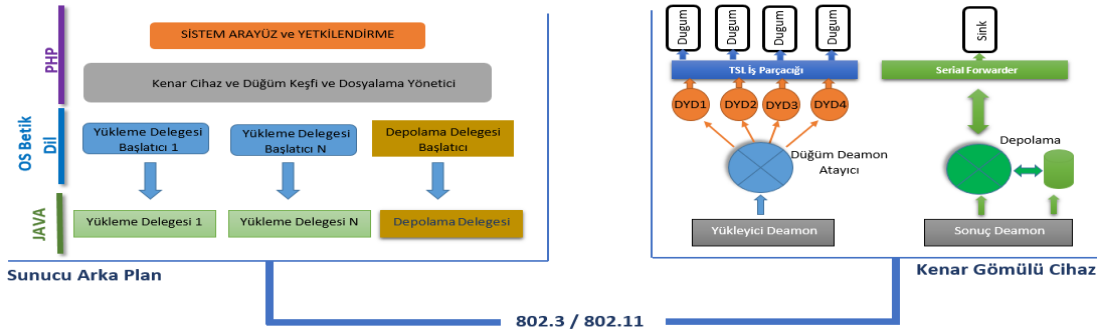 PHP
SİSTEM ARAYÜZ ve YETKİLENDİRME
Kenar Cihaz ve Düğüm Keşfi ve Dosyalama Yönetici
OS Betik
Dil
Yükleme Delegesi
Başlatıcı 1
Yükleme Delegesi
Başlatıcı N
Depolama Delegesi
Başlatıcı
JAVA
Yükleme Delegesi 1
Yükleme Delegesi N
Depolama Delegesi
Sunucu Arka Plan
Dugum
Dugum
Dugum
Dugum
Sink
TSL İş Parçacığı
Serial Forwarder
DYD1
DYD2
DYD3
DYD4
Düğüm Deamon
Atayıcı
Depolama
Yükleyici Deamon
Sonuç Deamon
Kenar Gömülü Cihaz
802.3 / 802.11